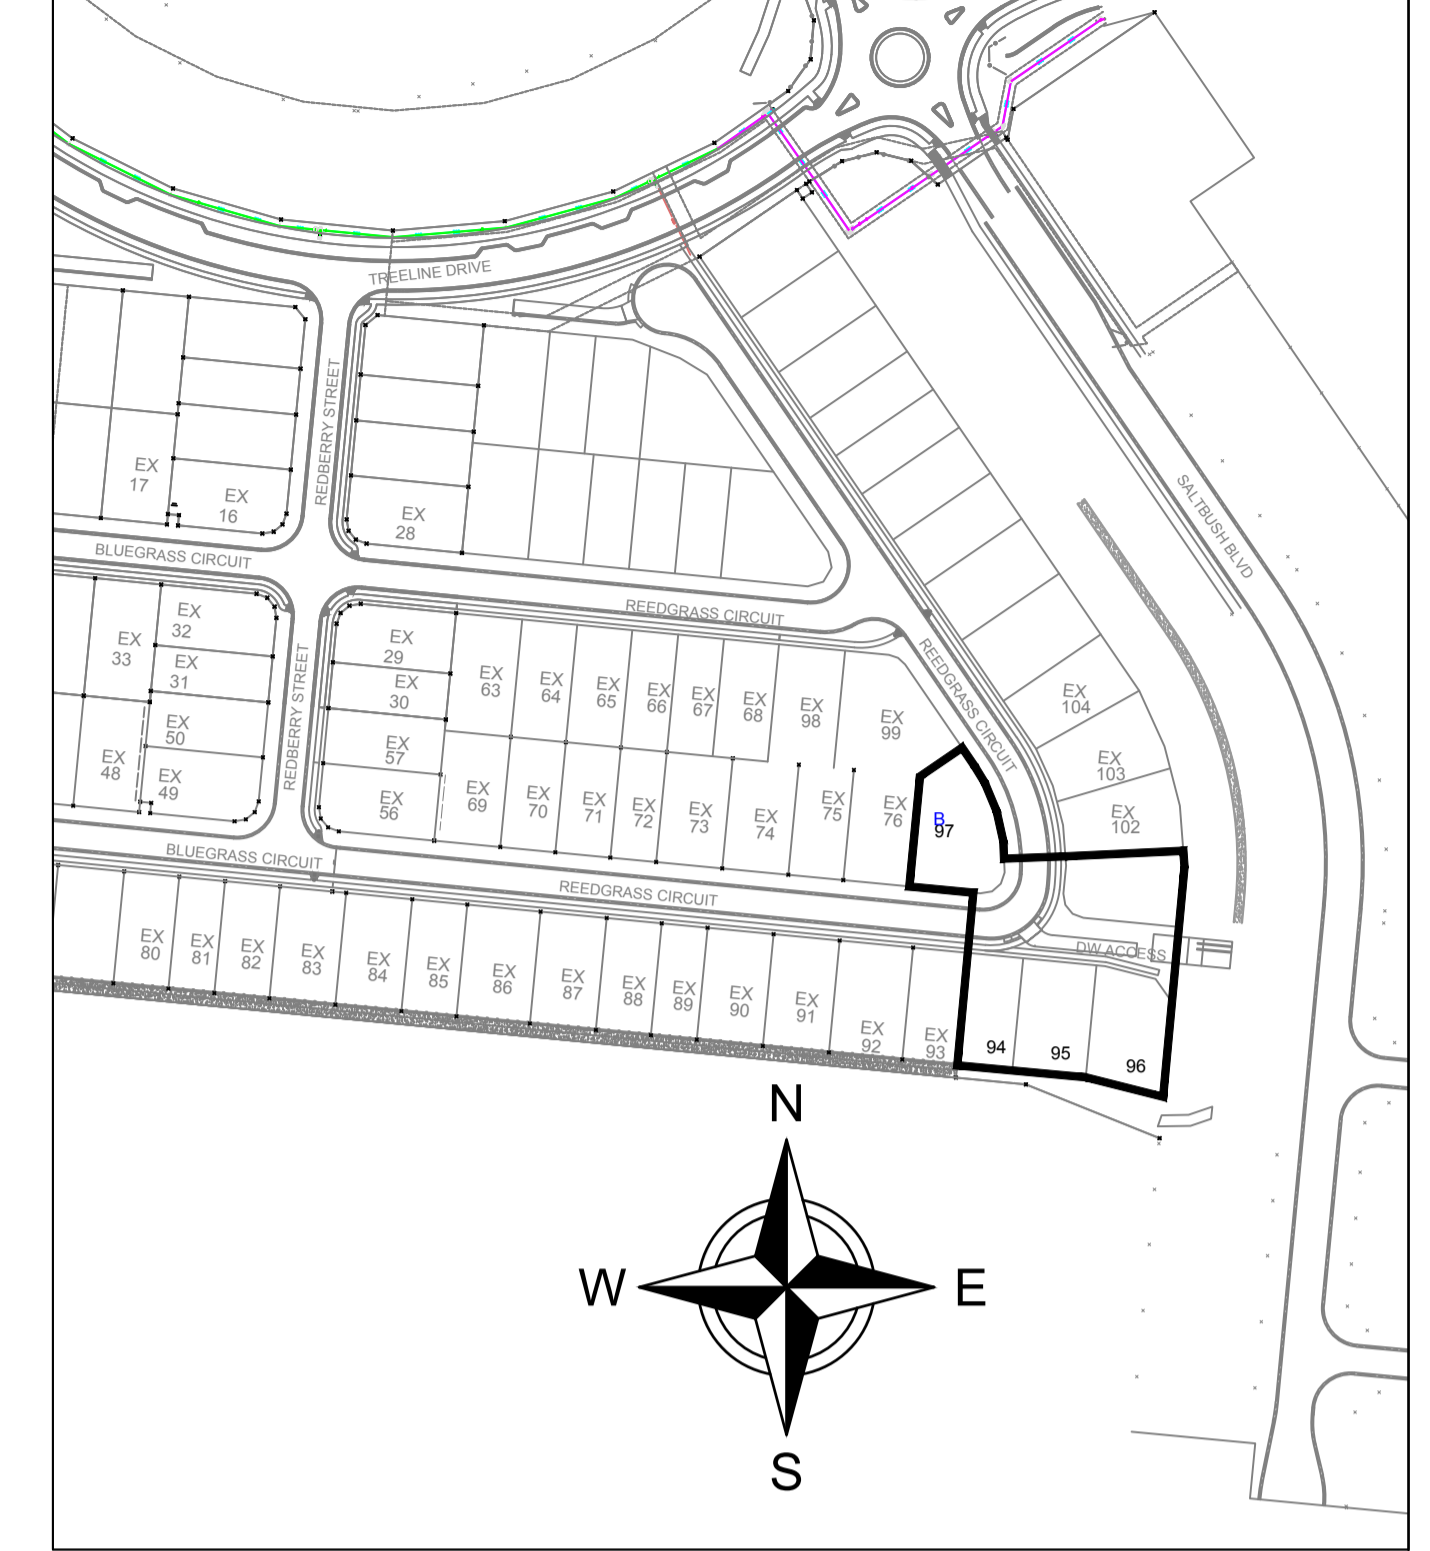 TREELINE DRIVE
REDBERRY STREET
SALTBUSH BLVD
EX
17
EX
16
EX
28
BLUEGRASS CIRCUIT
REEDGRASS CIRCUIT
REEDGRASS CIRCUIT
REDBERRY STREET
EX
32
EX
33
EX
31
EX
50
EX
48
EX
49
EX
29
EX
30
EX
57
EX
56
EX
63
EX
64
EX
65
EX
66
EX
67
EX
68
EX
98
EX
99
EX
104
EX
103
EX
102
EX
69
EX
70
EX
71
EX
72
EX
73
EX
74
EX
75
EX
76
B
97
BLUEGRASS CIRCUIT
REEDGRASS CIRCUIT
DW ACCESS
EX
80
EX
81
EX
82
EX
83
EX
84
EX
85
EX
86
EX
87
EX
88
EX
89
EX
90
EX
91
EX
92
EX
93
94
95
96
N
W
E
S